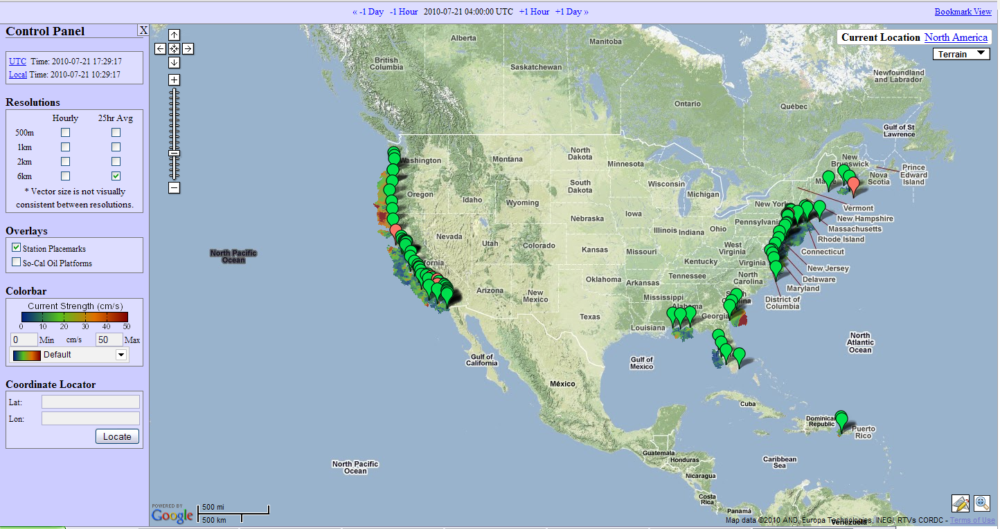 « -1 Day -1 Hour 2010-07-21 04:00:00 UTC +1 Hour +1 Day »
Bookmark View
Control Panel
X
UTC Time: 2010-07-21 17:29:17
Local Time: 2010-07-21 10:29:17
Resolutions
Hourly 25hr Avg
500m
1km
2km
6km
* Vector size is not visually
consistent between resolutions.
Overlays
Station Placemarks
So-Cal Oil Platforms
Colorbar
Current Strength (cm/s)
0 10 20 30 40 50
0 Min cm/s 50 Max
Default
Coordinate Locator
Lat:
Lon:
Locate
Current Location North America
Terrain
Alberta
Manitoba
British
Columbia
Saskatchewan
Newfoundland
and Labrador
Ontario
Québec
Gulf of St
Lawrence
Washington
Montana
North
Dakota
Minnesota
New
Brunswick
Prince
Edward
Island
Nova
Scotia
Oregon
Idaho
Wyoming
South
Dakota
Wisconsin
Michigan
New York
Vermont
New Hampshire
Massachusetts
Rhode Island
Connecticut
New Jersey
Delaware
Maryland
District of
Columbia
Nebraska
Iowa
Pennsylvania
Illinois
Indiana
Ohio
Nevada
Utah
Colorado
Kansas
Missouri
West
Virginia
Kentucky
Virginia
North Pacific
Ocean
Arizona
New
Mexico
Oklahoma
Arkansas
Tennessee
North
Carolina
Mississippi
Alabama
Georgia
Texas
Louisiana
North
Atlantic
Ocean
Gulf of
California
Gulf of
Mexico
México
Cuba
Dominican
Republic
Puerto
Rico
North Pacific
Ocean
Guatemala
Honduras
Nicaragua
Costa
Rica
Panamá
Caribbean
Sea
Venezuela
POWERED BY
Google
500 mi
500 km
Map data ©2010 AND, Europa Technologies, INEGI, RTVs CORDC - Terms of Use